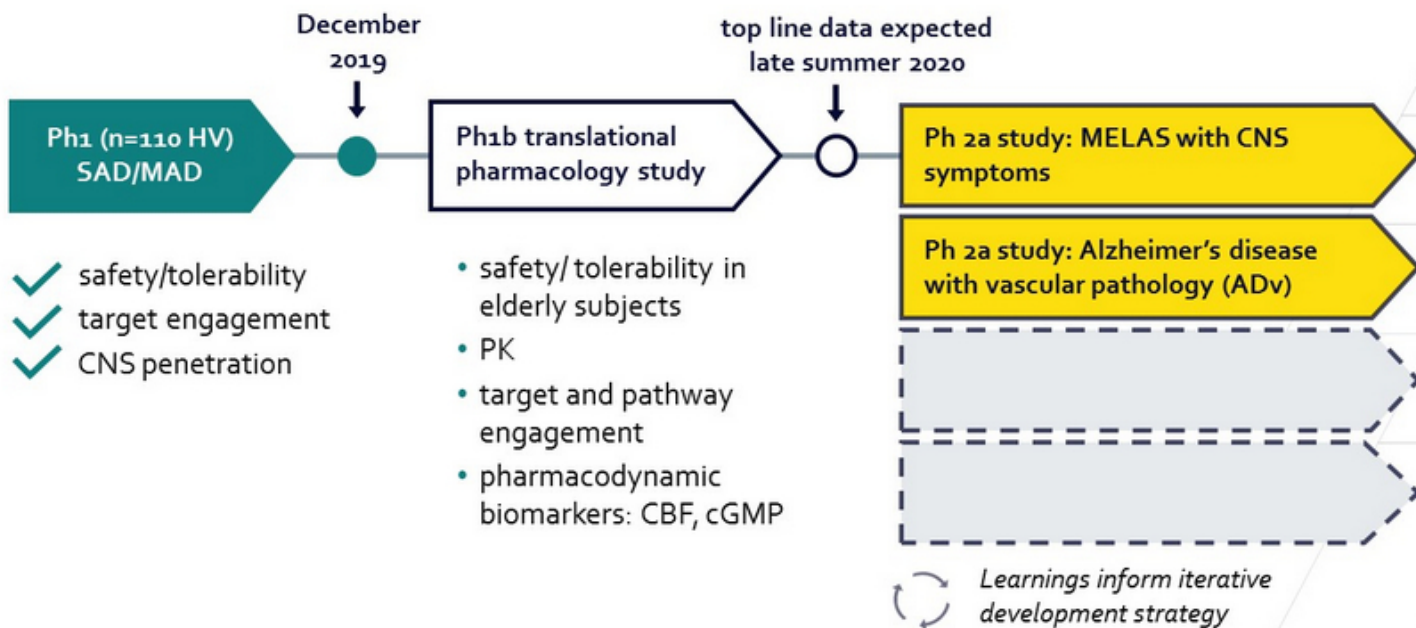 December
2019
top line data expected
late summer 2020
Ph1 (n=110 HV)
SAD/MAD
Ph1b translational
pharmacology study
Ph 2a study: MELAS with CNS
symptoms
Ph 2a study: Alzheimer's disease
with vascular pathology (ADv)
safety/tolerability
target engagement
CNS penetration
• safety/ tolerability in
elderly subjects
• PK
• target and pathway
engagement
• pharmacodynamic
biomarkers: CBF, cGMP
Learnings inform iterative
development strategy